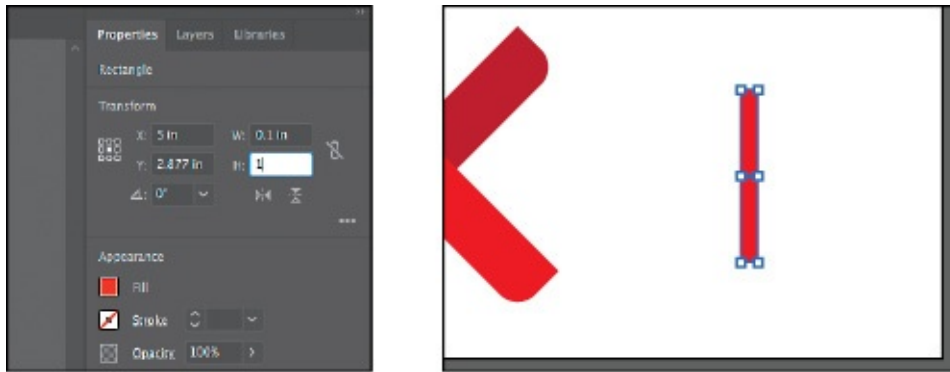 Properties Layers Libraries
Rectangle
Transform
X: 5 in W: 0.1 in
Y: 2.877 in H: 1
0°
Appearance
Fill
Stroke
Opacity 100%